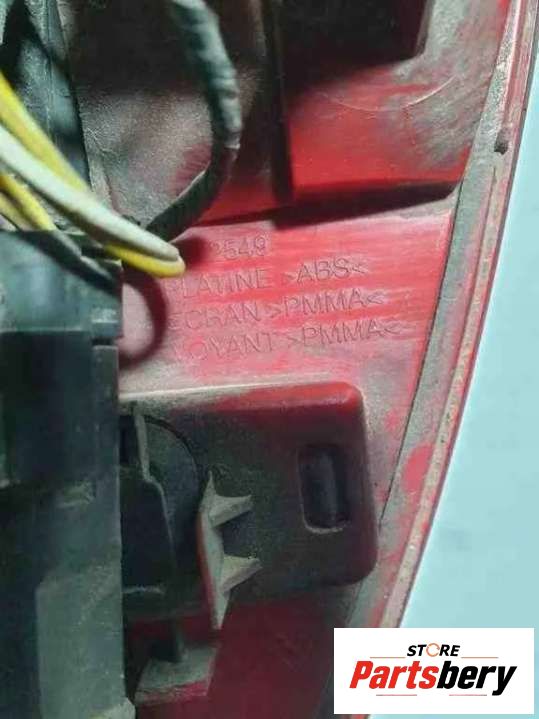 2549
PLATINE >ABS<
ECRAN >PMMA<
VOYANT >PMMA<
STORE
Partsbery